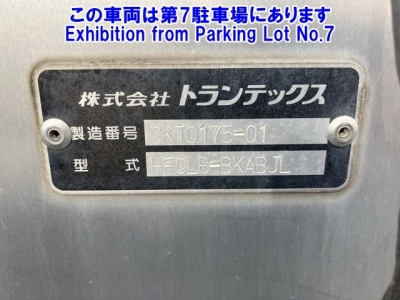 この車両は第7駐車場にあります
Exhibition from Parking Lot No.7
株式会社 トランテックス
製造番号 2KT0175-01
型式 HFOLB-BKABJL